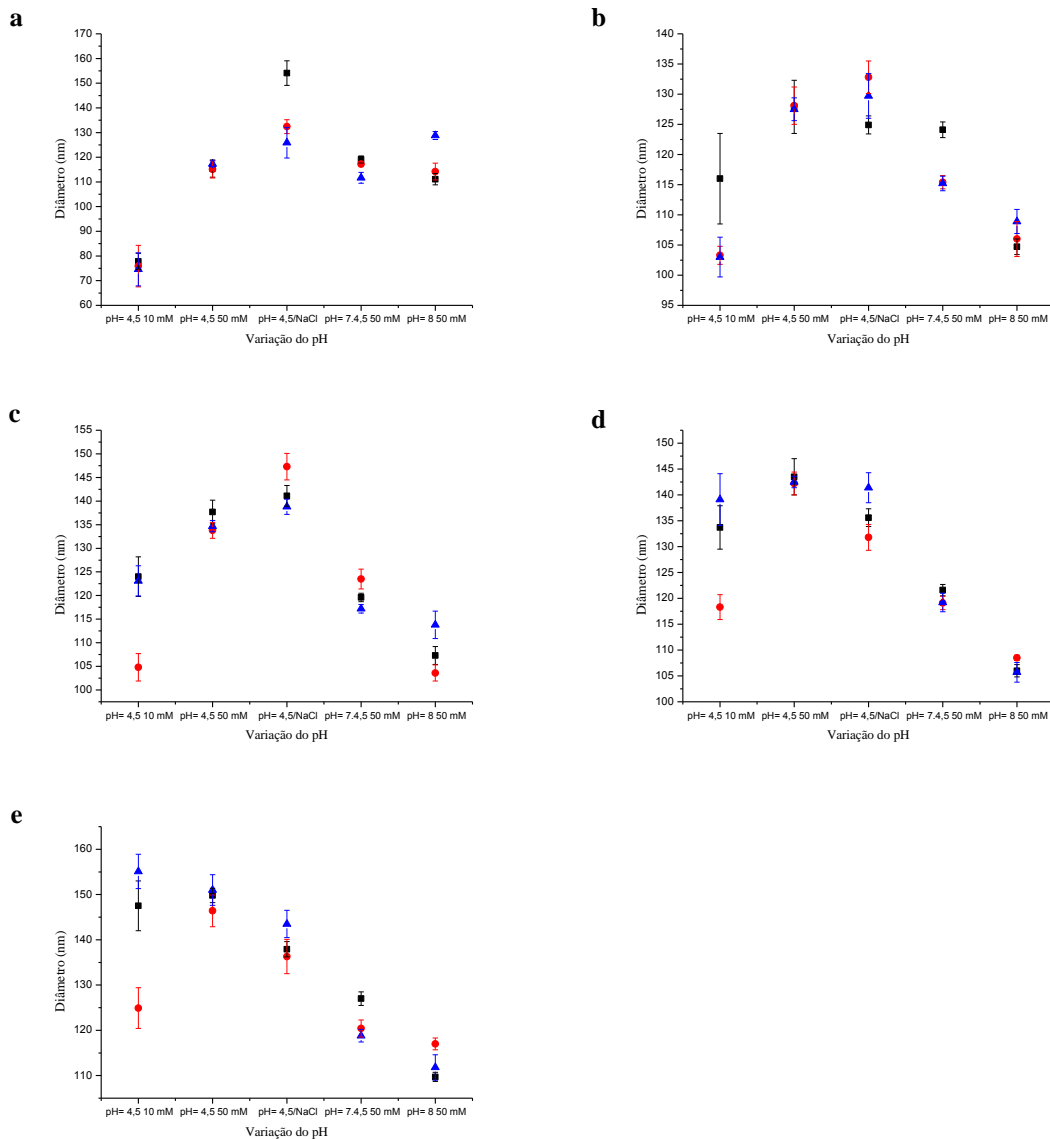 a
160
150
140
130
120
110
100
90
80
70
60
Diâmetro (nm)
pH= 4,5 10 mM pH= 4,5 50 mM pH= 4,5/NaCl pH= 7.4,5 50 mM pH= 8 50 mM
Variação do pH
b
140
135
130
125
120
115
110
105
100
95
Diâmetro (nm)
pH= 4,5 10 mM pH= 4,5 50 mM pH= 4,5/NaCl pH= 7.4,5 50 mM pH= 8 50 mM
Variação do pH
c
155
150
145
140
135
130
125
120
115
110
105
100
Diâmetro (nm)
pH= 4,5 10 mM pH= 4,5 50 mM pH= 4,5/NaCl pH= 7.4,5 50 mM pH= 8 50 mM
Variação do pH
d
150
145
140
135
130
125
120
115
110
105
100
Diâmetro (nm)
pH= 4,5 10 mM pH= 4,5 50 mM pH= 4,5/NaCl pH= 7.4,5 50 mM pH= 8 50 mM
Variação do pH
e
160
150
140
130
120
110
Diâmetro (nm)
pH= 4,5 10 mM pH= 4,5 50 mM pH= 4,5/NaCl pH= 7.4,5 50 mM pH= 8 50 mM
Variação do pH